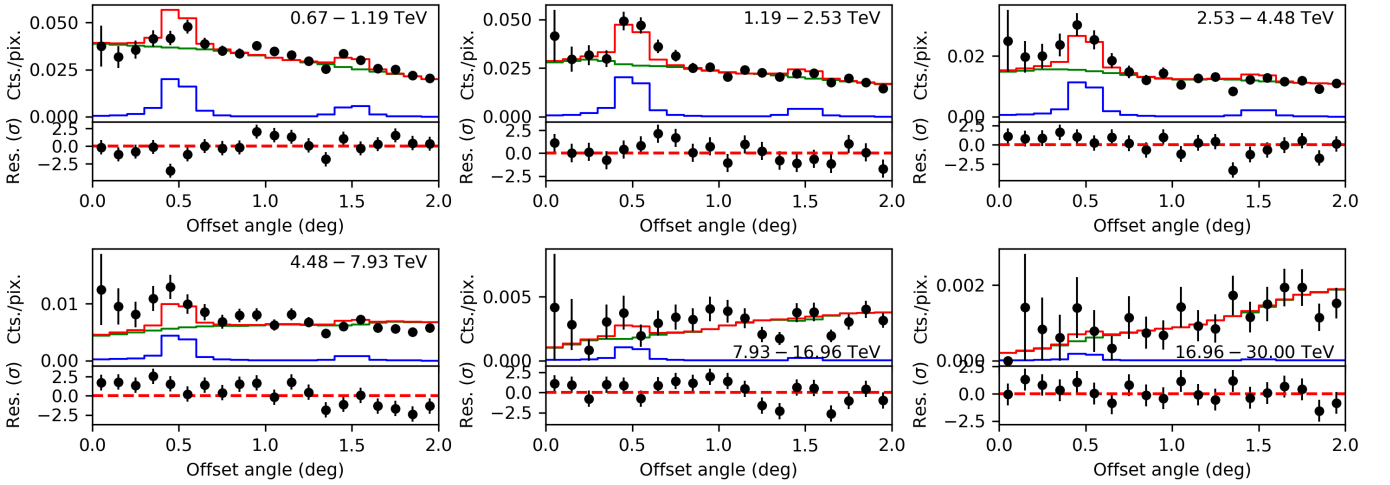 0.67 − 1.19 TeV
0.050
0.025
0.000
Cts./pix.
2.5
0.0
−2.5
Res. (σ)
0.0 0.5 1.0 1.5 2.0
Offset angle (deg)
1.19 − 2.53 TeV
0.050
0.025
0.000
Cts./pix.
2.5
0.0
−2.5
Res. (σ)
0.0 0.5 1.0 1.5 2.0
Offset angle (deg)
2.53 − 4.48 TeV
0.02
0.00
Cts./pix.
2.5
0.0
−2.5
Res. (σ)
0.0 0.5 1.0 1.5 2.0
Offset angle (deg)
4.48 − 7.93 TeV
0.01
0.00
Cts./pix.
2.5
0.0
−2.5
Res. (σ)
0.0 0.5 1.0 1.5 2.0
Offset angle (deg)
0.005
0.000
Cts./pix.
7.93 − 16.96 TeV
2.5
0.0
−2.5
Res. (σ)
0.0 0.5 1.0 1.5 2.0
Offset angle (deg)
0.002
0.000
Cts./pix.
16.96 − 30.00 TeV
2.5
0.0
−2.5
Res. (σ)
0.0 0.5 1.0 1.5 2.0
Offset angle (deg)